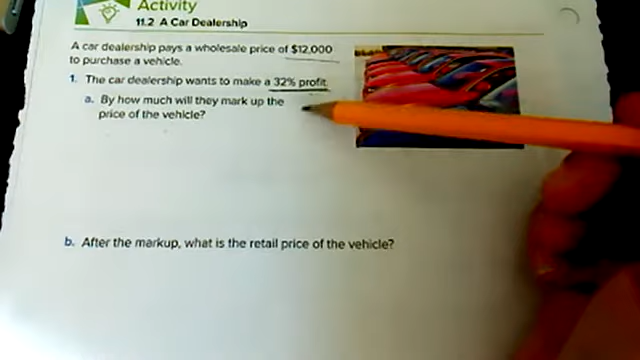 Activity
11.2 A Car Dealership
A car dealership pays a wholesale price of $12,000
to purchase a vehicle.
1. The car dealership wants to make a 32% profit.
a. By how much will they mark up the
price of the vehicle?
b. After the markup, what is the retail price of the vehicle?